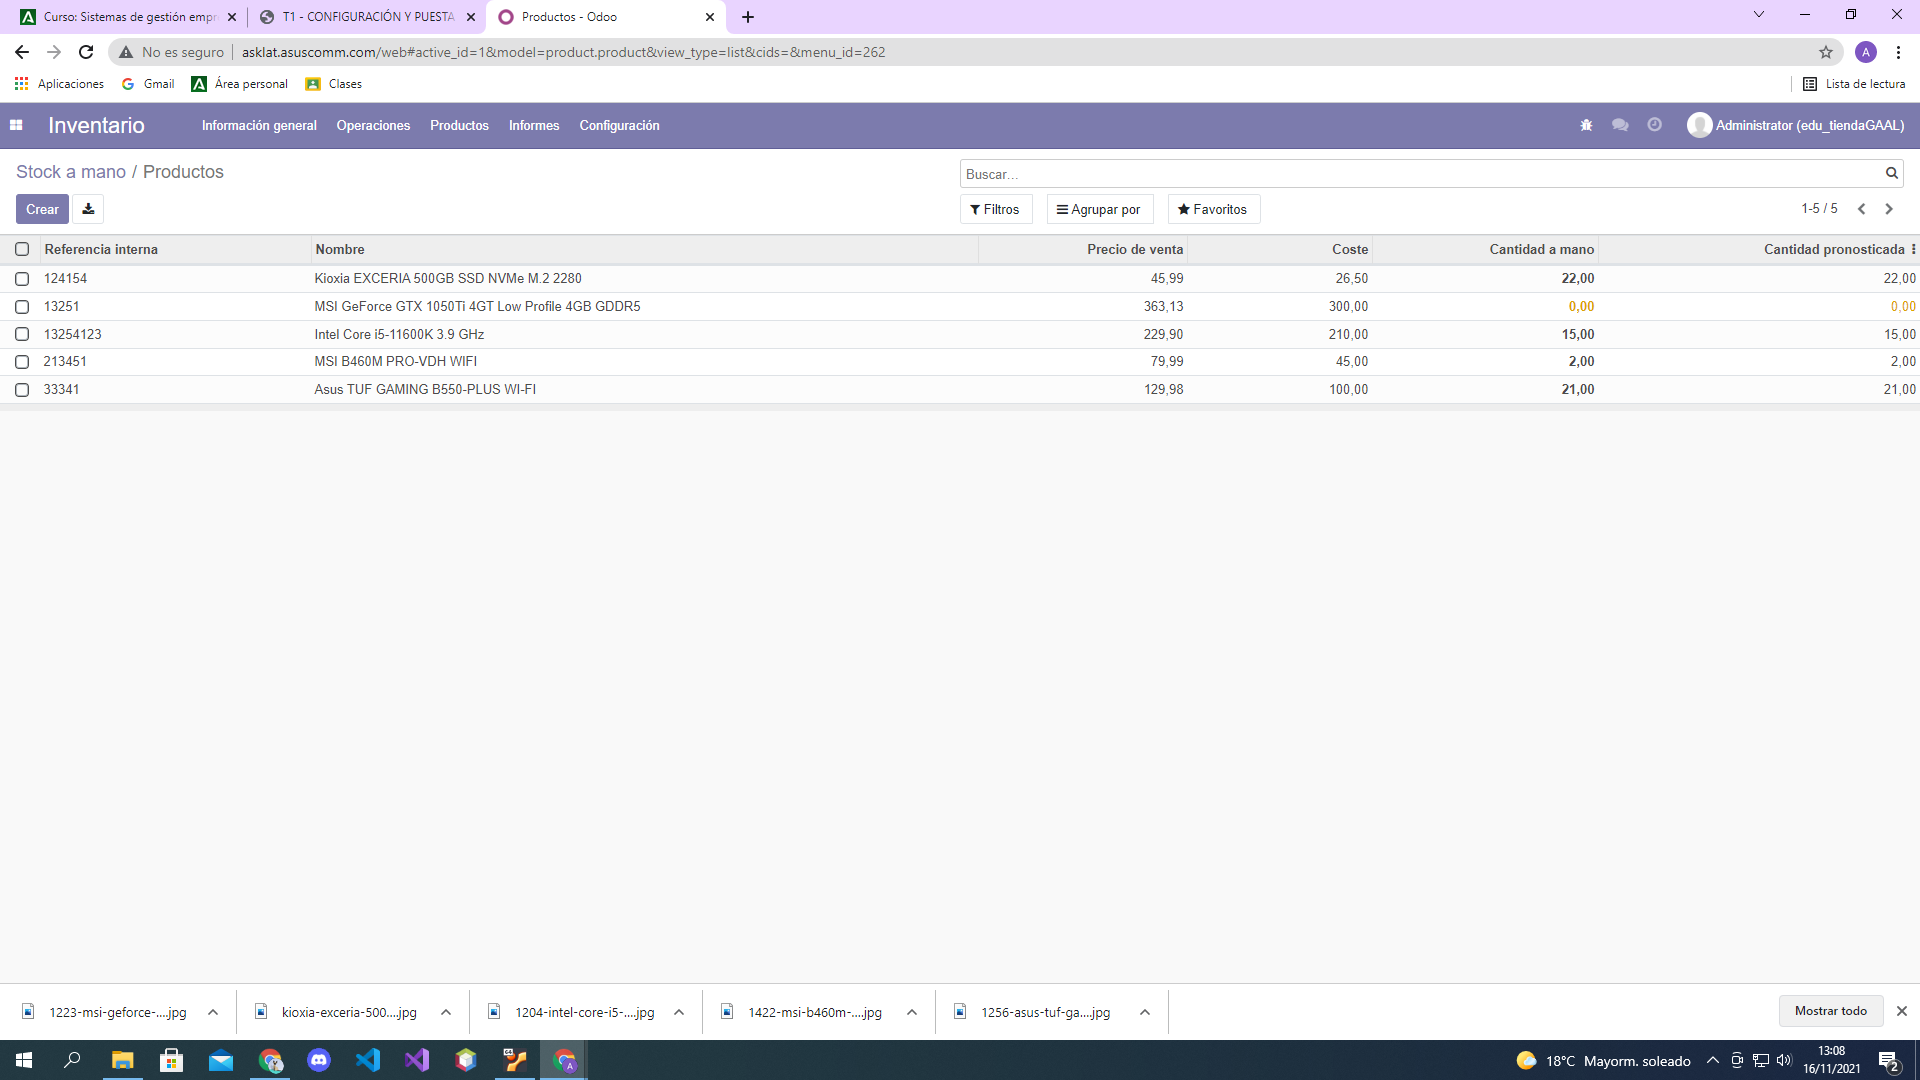 Curso: Sistemas de gestión empr
T1 - CONFIGURACIÓN Y PUESTA
Productos - Odoo
No es seguro asklat.asuscomm.com/web#active_id=1&model=product.product&view_type=list&cids=&menu_id=262
A
Aplicaciones Gmail Área personal Clases Lista de lectura
Inventario Información general Operaciones Productos Informes Configuración Administrator (edu_tiendaGAAL)
Stock a mano / Productos
Buscar...
Crear Filtros Agrupar por Favoritos 1-5 / 5
Referencia interna Nombre Precio de venta Coste Cantidad a mano Cantidad pronosticada
124154 Kioxia EXCERIA 500GB SSD NVMe M.2 2280 45,99 26,50 22,00 22,00
13251 MSI GeForce GTX 1050Ti 4GT Low Profile 4GB GDDR5 363,13 300,00 0,00 0,00
13254123 Intel Core i5-11600K 3.9 GHz 229,90 210,00 15,00 15,00
213451 MSI B460M PRO-VDH WIFI 79,99 45,00 2,00 2,00
33341 Asus TUF GAMING B550-PLUS WI-FI 129,98 100,00 21,00 21,00
1223-msi-geforce-....jpg kioxia-exceria-500....jpg 1204-intel-core-i5-....jpg 1422-msi-b460m-....jpg 1256-asus-tuf-ga....jpg Mostrar todo
18°C Mayorm. soleado
13:08
16/11/2021
2